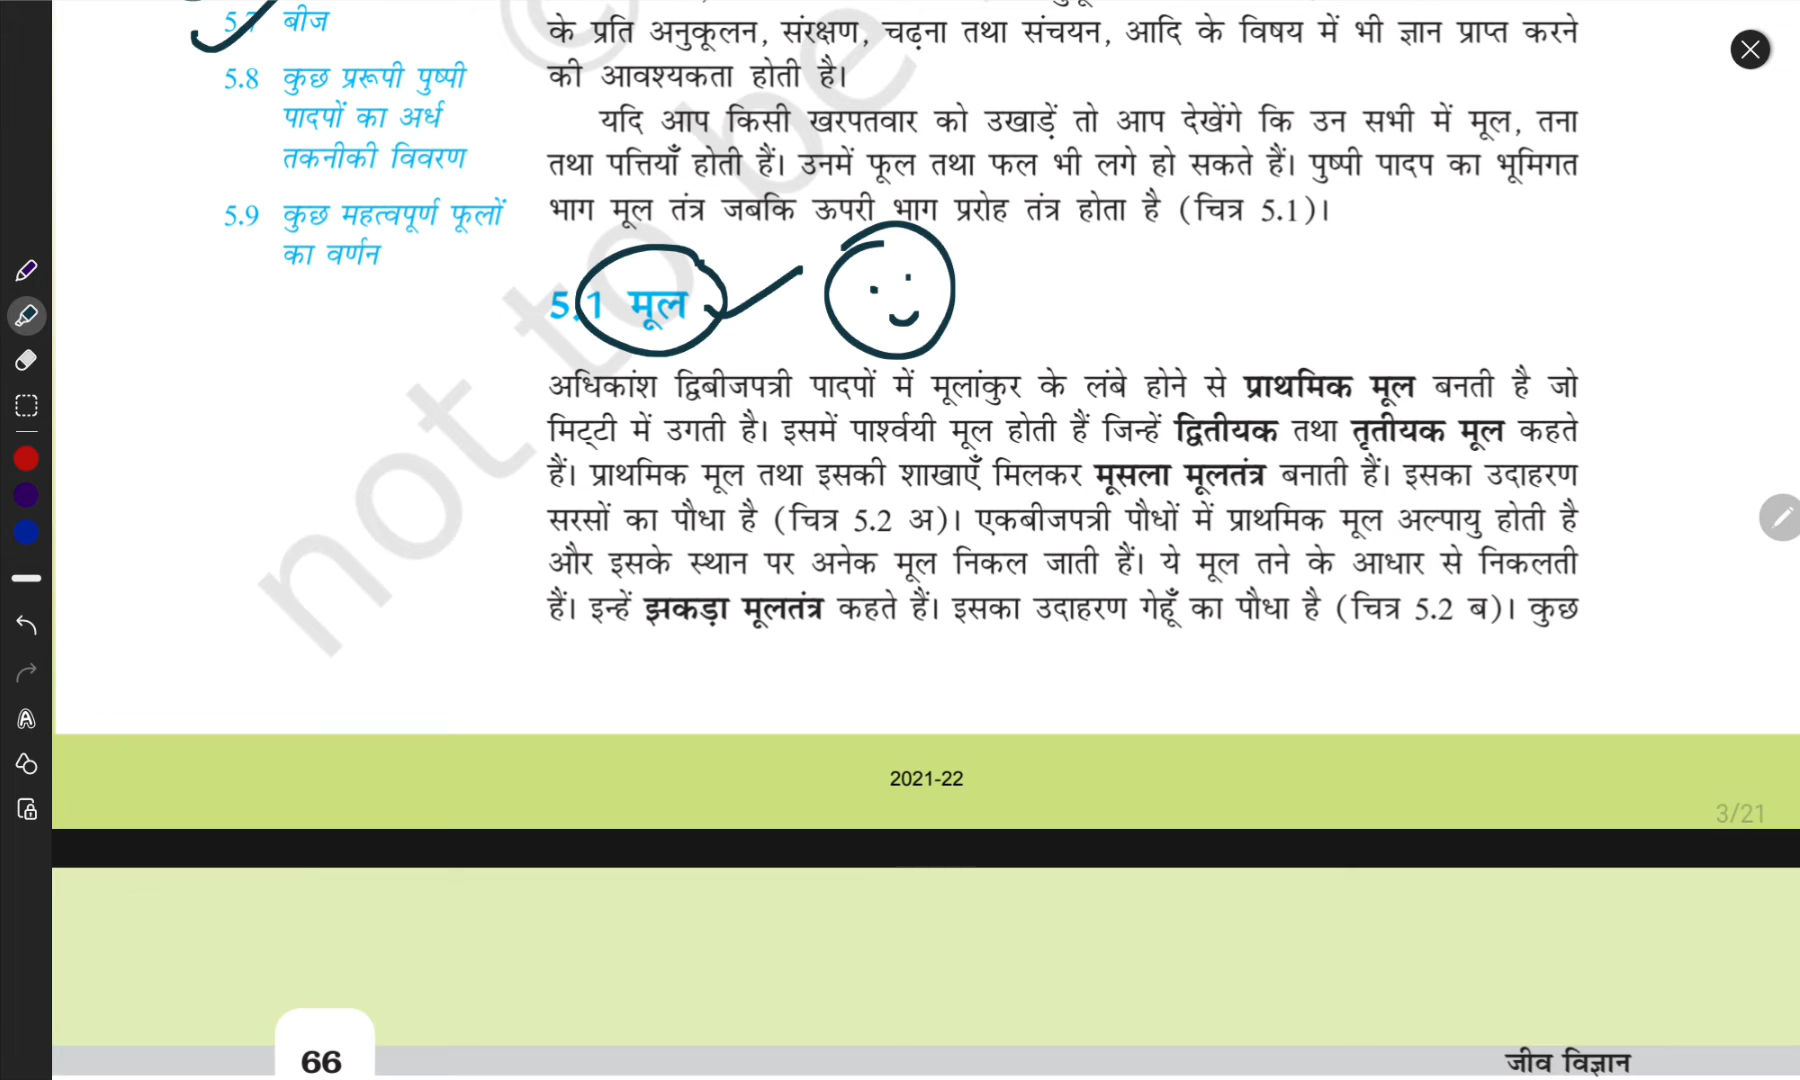 5.7 बीज
5.8 कुछ प्ररूपी पुष्पी
पादपों का अर्ध
तकनीकी विवरण
5.9 कुछ महत्वपूर्ण फूलों
का वर्णन
के प्रति अनुकूलन, संरक्षण, चढ़ना तथा संचयन, आदि के विषय में भी ज्ञान प्राप्त करने
की आवश्यकता होती है।
यदि आप किसी खरपतवार को उखाड़ें तो आप देखेंगे कि उन सभी में मूल, तना
तथा पत्तियाँ होती हैं। उनमें फूल तथा फल भी लगे हो सकते हैं। पुष्पी पादप का भूमिगत
भाग मूल तंत्र जबकि ऊपरी भाग प्ररोह तंत्र होता है (चित्र 5.1)।
5.1 मूल
अधिकांश द्विबीजपत्री पादपों में मूलांकुर के लंबे होने से प्राथमिक मूल बनती है जो
मिट्टी में उगती है। इसमें पार्श्वयी मूल होती हैं जिन्हें द्वितीयक तथा तृतीयक मूल कहते
हैं। प्राथमिक मूल तथा इसकी शाखाएँ मिलकर मूसला मूलतंत्र बनाती हैं। इसका उदाहरण
सरसों का पौधा है (चित्र 5.2 अ)। एकबीजपत्री पौधों में प्राथमिक मूल अल्पायु होती है
और इसके स्थान पर अनेक मूल निकल जाती हैं। ये मूल तने के आधार से निकलती
हैं। इन्हें झकड़ा मूलतंत्र कहते हैं। इसका उदाहरण गेहूँ का पौधा है (चित्र 5.2 ब)। कुछ
not to be
2021-22
3/21
66
जीव विज्ञान